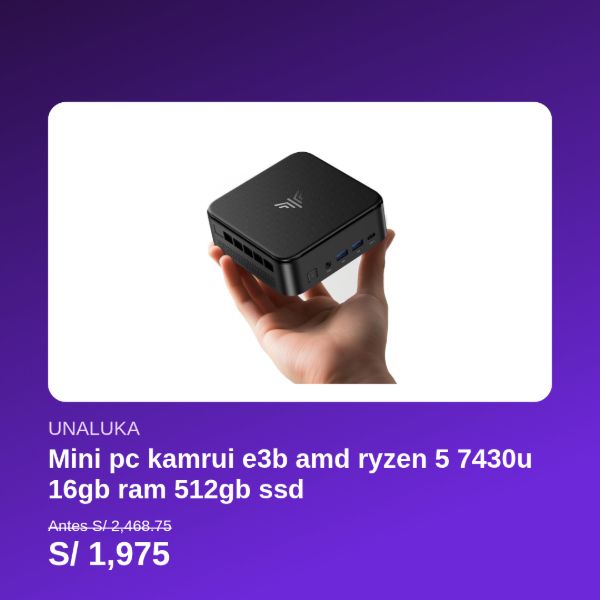 UNALUKA
Mini pc kamrui e3b amd ryzen 5 7430u
16gb ram 512gb ssd
Antes S/ 2,468.75
S/ 1,975